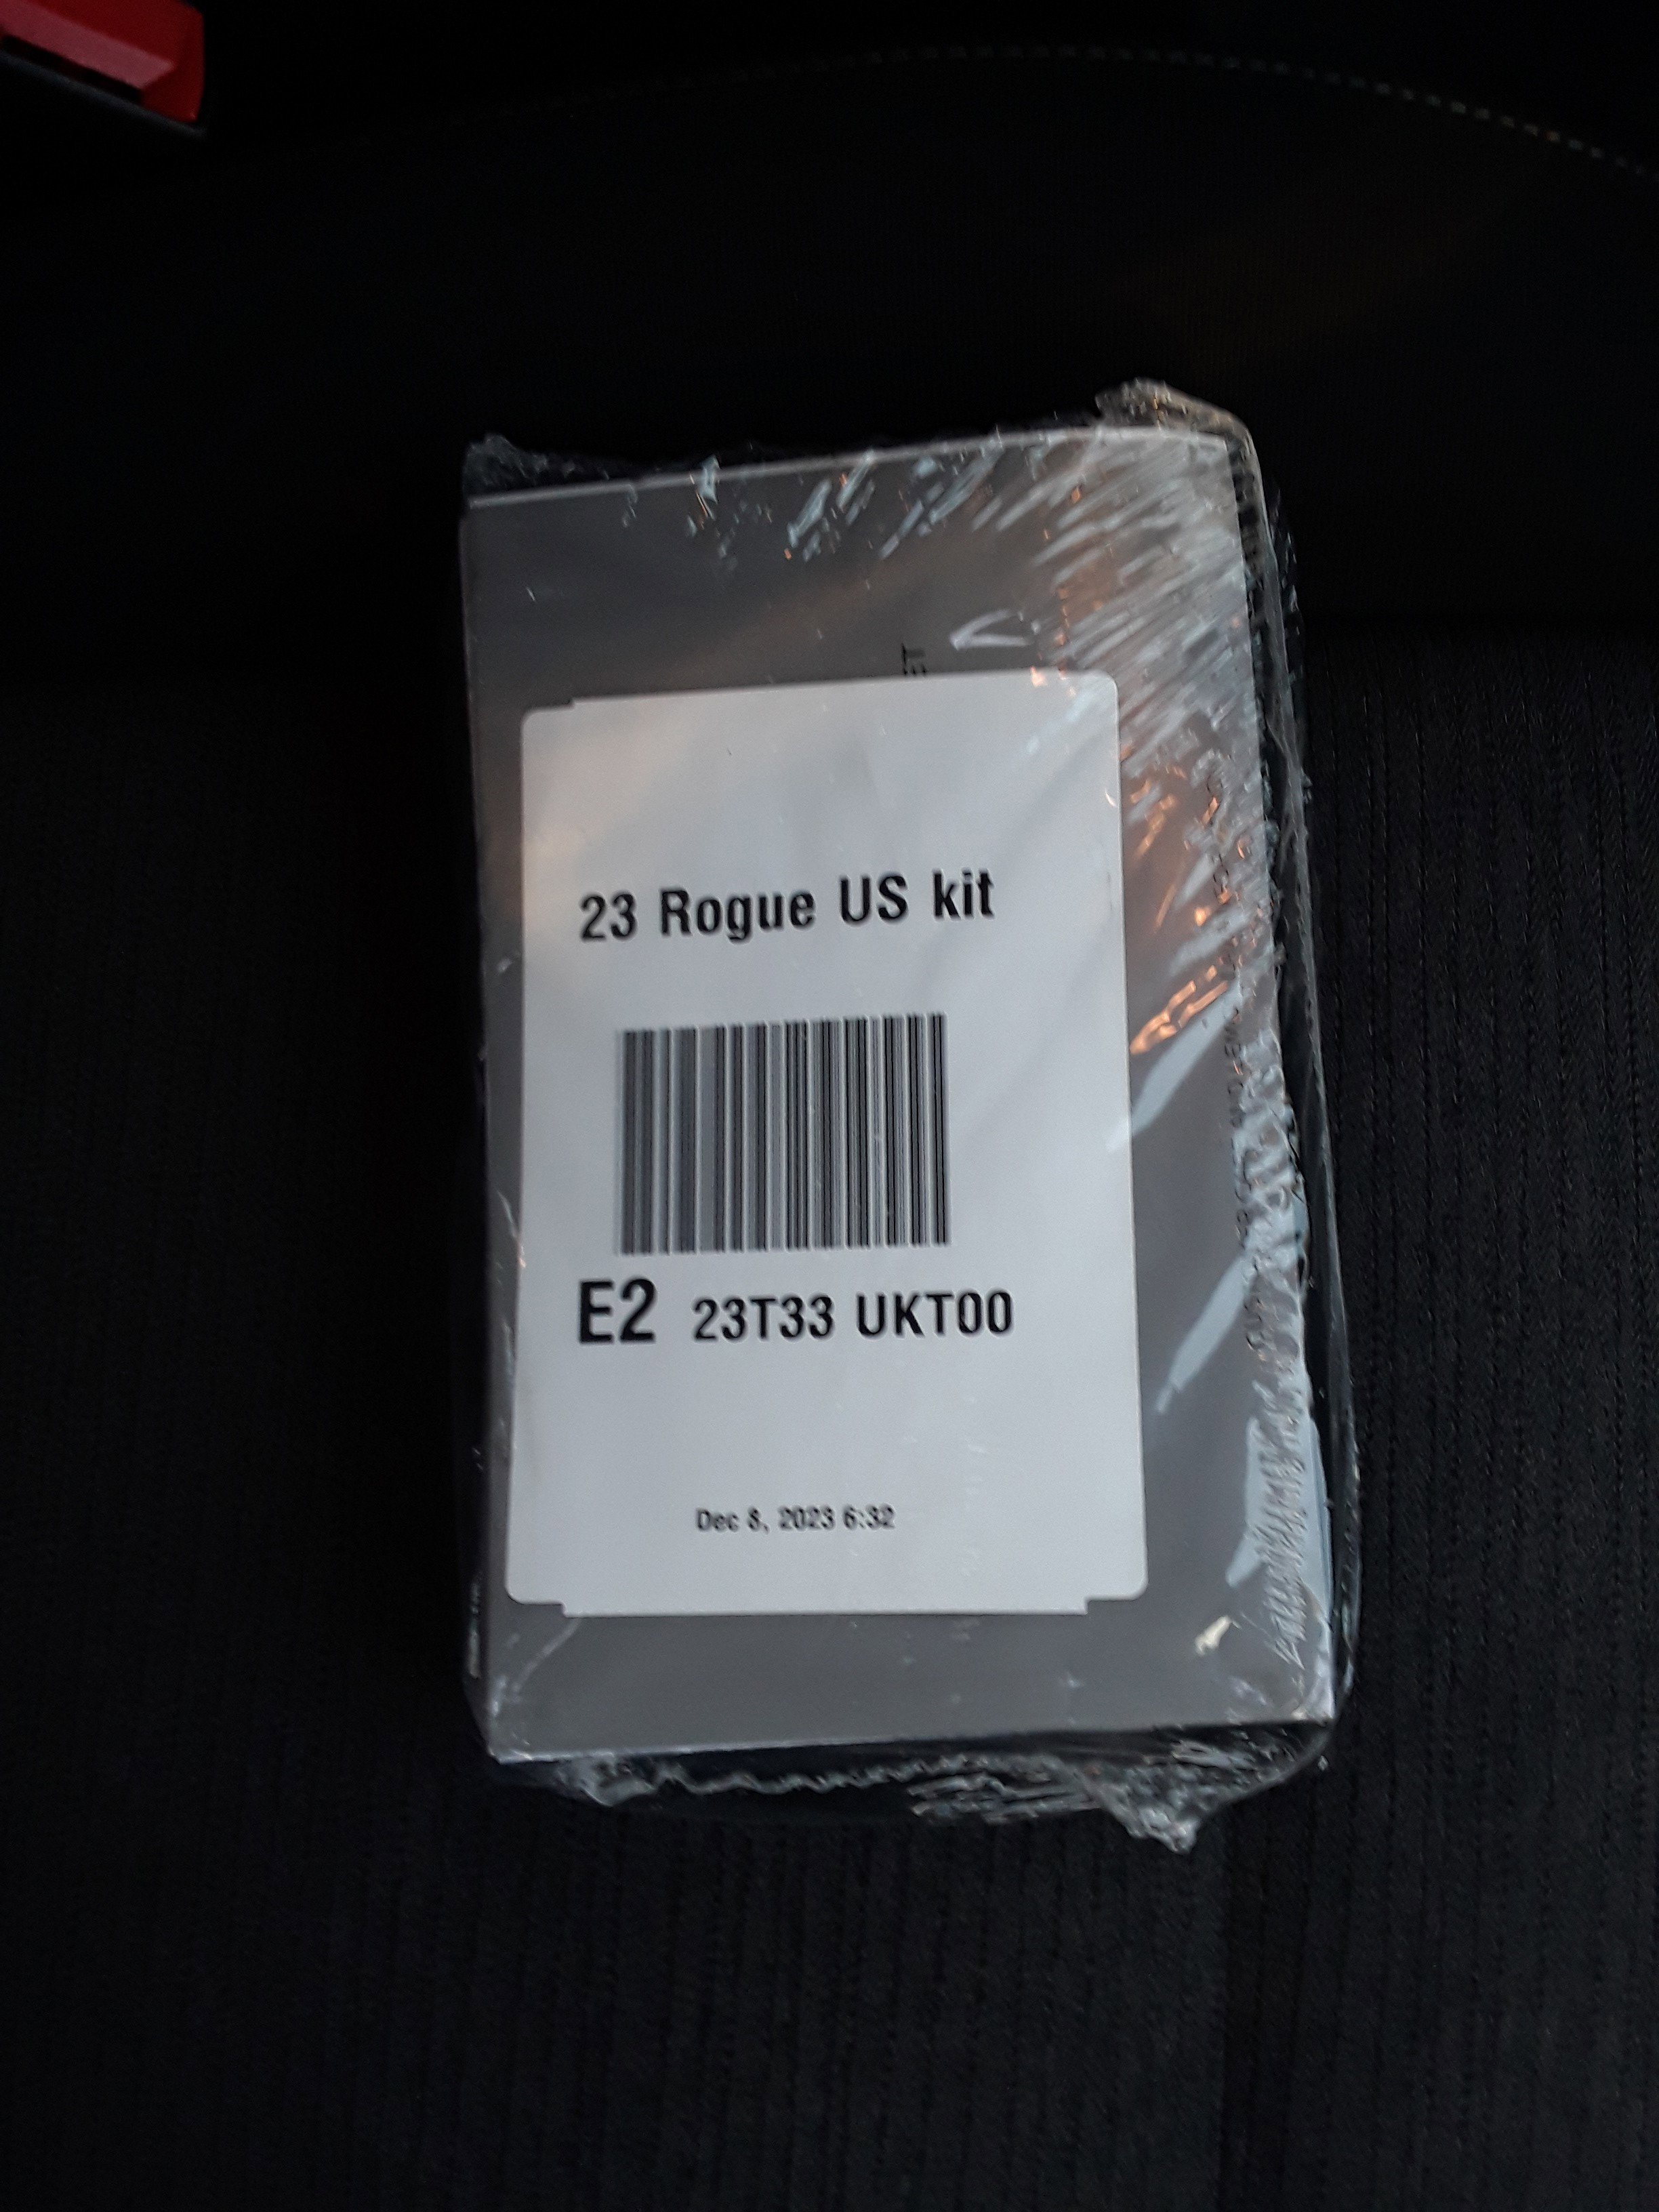 23 Rogue US kit
E2 23T33 UKT00
Dec 8, 2023 6:32